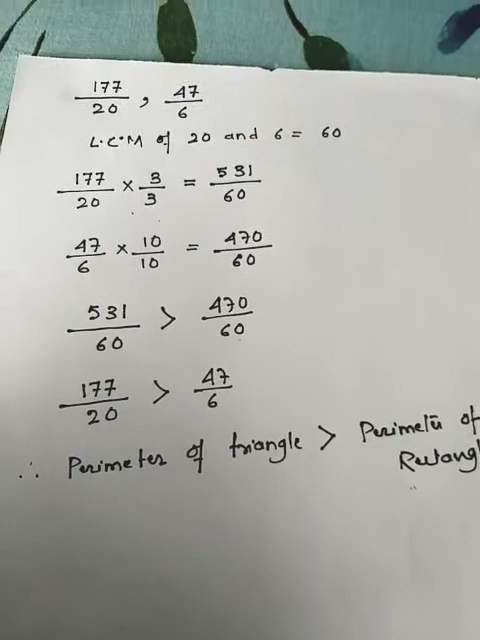 177/20 , 47/6
L.C.M of 20 and 6 = 60
177/20 × 3/3 = 531/60
47/6 × 10/10 = 470/60
531/60 > 470/60
177/20 > 47/6
∴ Perimeter of triangle > Perimeter of
Rectangl